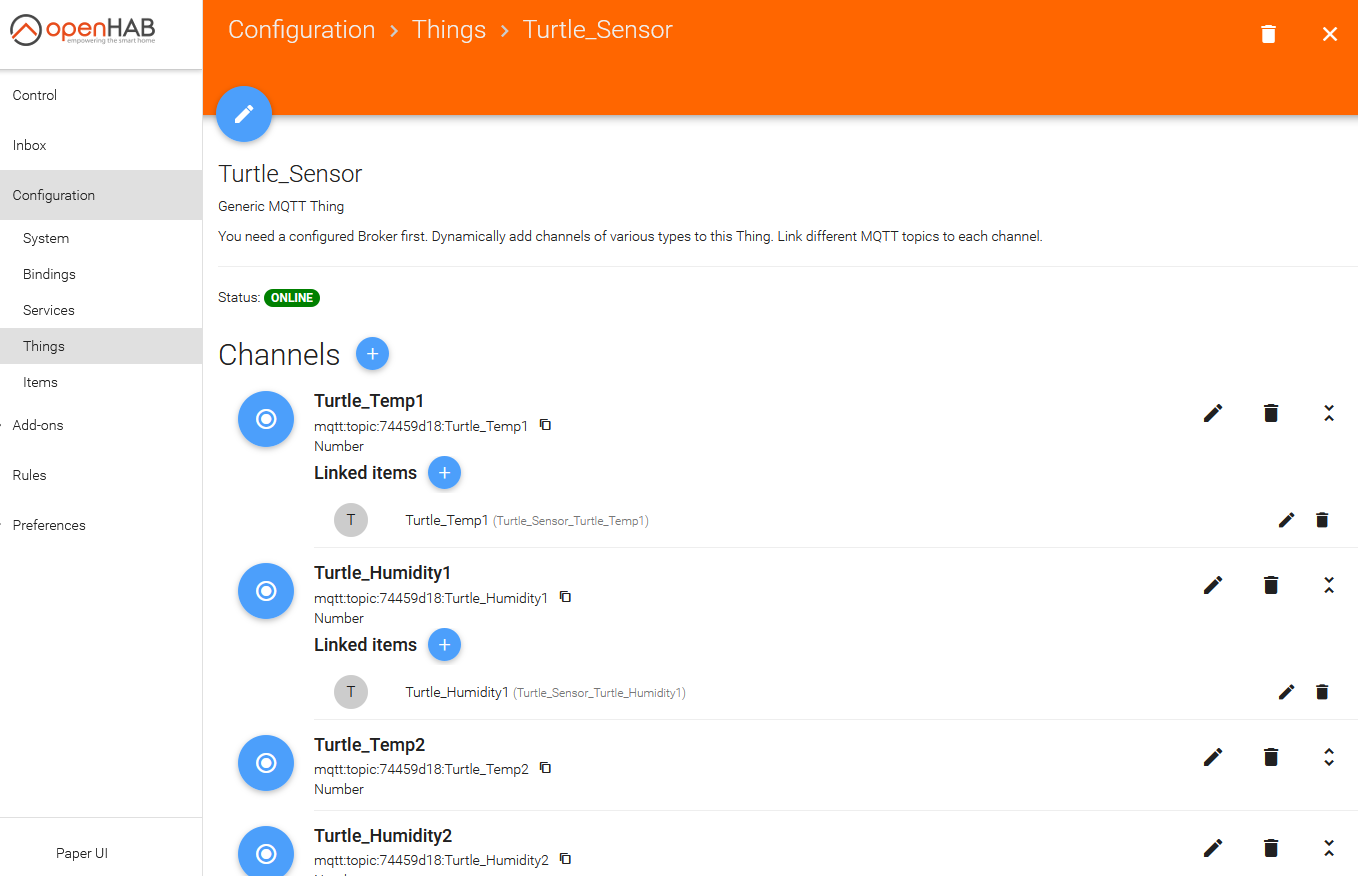 openHAB
empowering the smart home
Configuration > Things > Turtle_Sensor
Control
Inbox
Configuration
System
Bindings
Services
Things
Items
Add-ons
Rules
Preferences
Paper UI
Turtle_Sensor
Generic MQTT Thing
You need a configured Broker first. Dynamically add channels of various types to this Thing. Link different MQTT topics to each channel.
Status: ONLINE
Channels +
Turtle_Temp1
mqtt:topic:74459d18:Turtle_Temp1
Number
Linked items +
T Turtle_Temp1 (Turtle_Sensor_Turtle_Temp1)
Turtle_Humidity1
mqtt:topic:74459d18:Turtle_Humidity1
Number
Linked items +
T Turtle_Humidity1 (Turtle_Sensor_Turtle_Humidity1)
Turtle_Temp2
mqtt:topic:74459d18:Turtle_Temp2
Number
Turtle_Humidity2
mqtt:topic:74459d18:Turtle_Humidity2